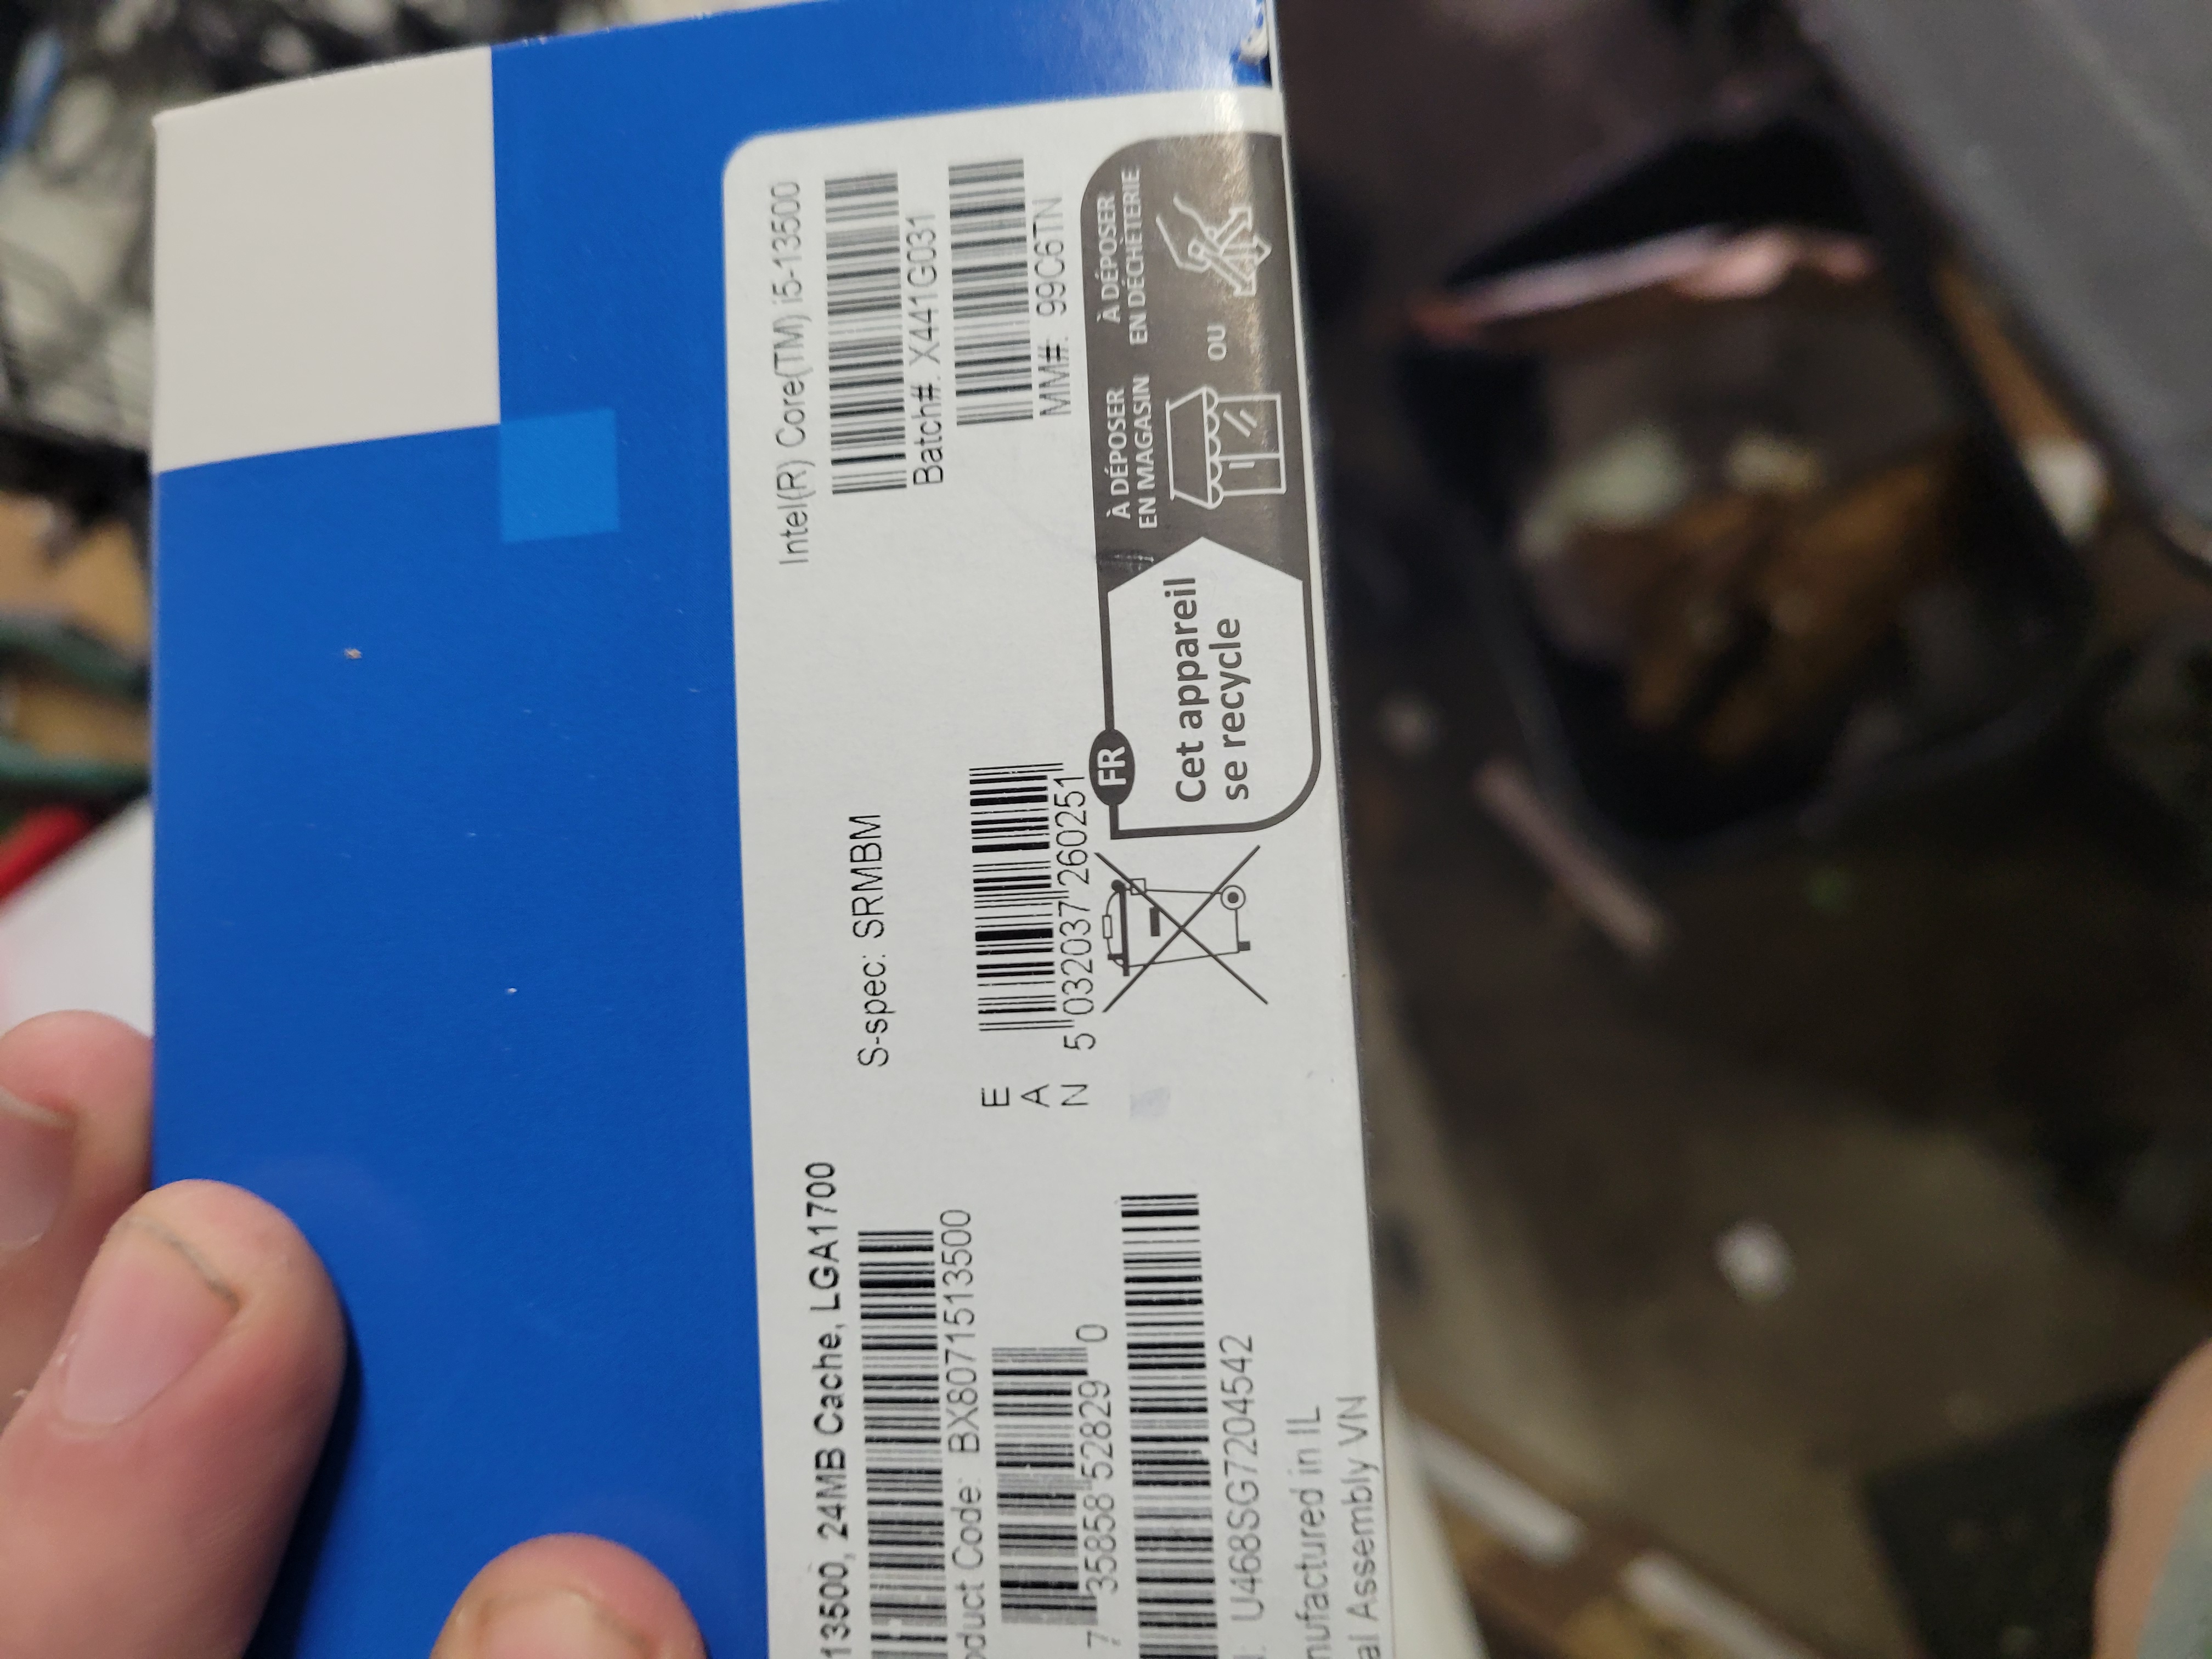 13500, 24MB Cache, LGA1700
Product Code: BX8071513500
7 35858 52829 0
U468SG7204542
Manufactured in IL
Assembly VN
S-spec: SRMBM
E
A
N
5 032037 260251
Intel(R) Core(TM) i5-13500
Batch#: X441G031
MM#: 99C6TN
FR
Cet appareil
se recycle
À DÉPOSER
EN MAGASIN
OU
À DÉPOSER
EN DÉCHÈTERIE